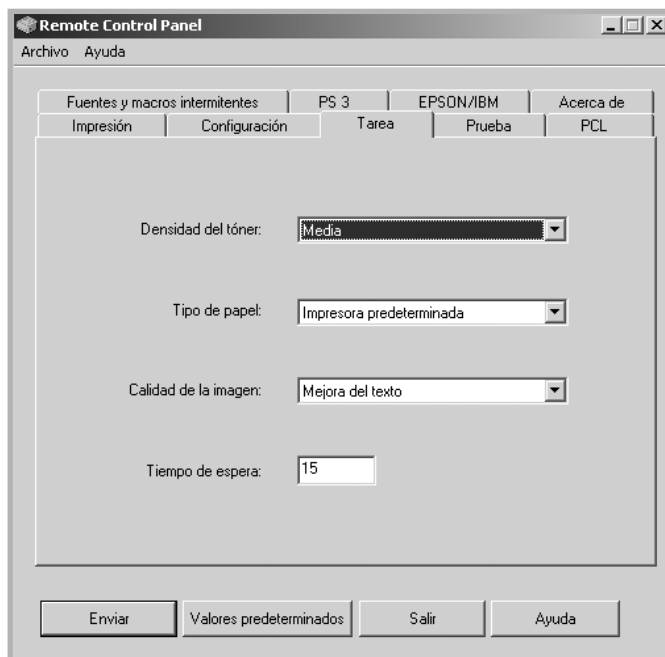 Remote Control Panel
Archivo Ayuda
Fuentes y macros intermitentes PS 3 EPSON/IBM Acerca de
Impresión Configuración Tarea Prueba PCL
Densidad del tóner: Media
Tipo de papel: Impresora predeterminada
Calidad de la imagen: Mejora del texto
Tiempo de espera: 15
Enviar Valores predeterminados Salir Ayuda